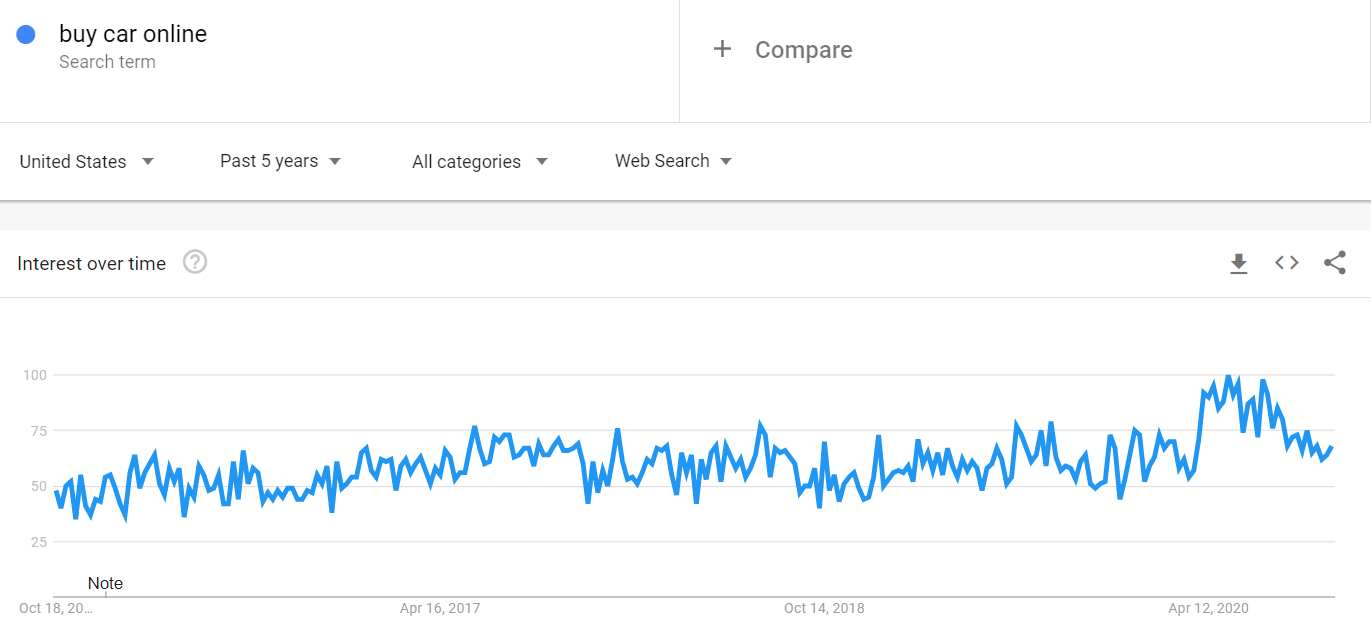 buy car online
Search term
+ Compare
United States
Past 5 years
All categories
Web Search
Interest over time
?
100
75
50
25
Note
Oct 18, 20...
Apr 16, 2017
Oct 14, 2018
Apr 12, 2020